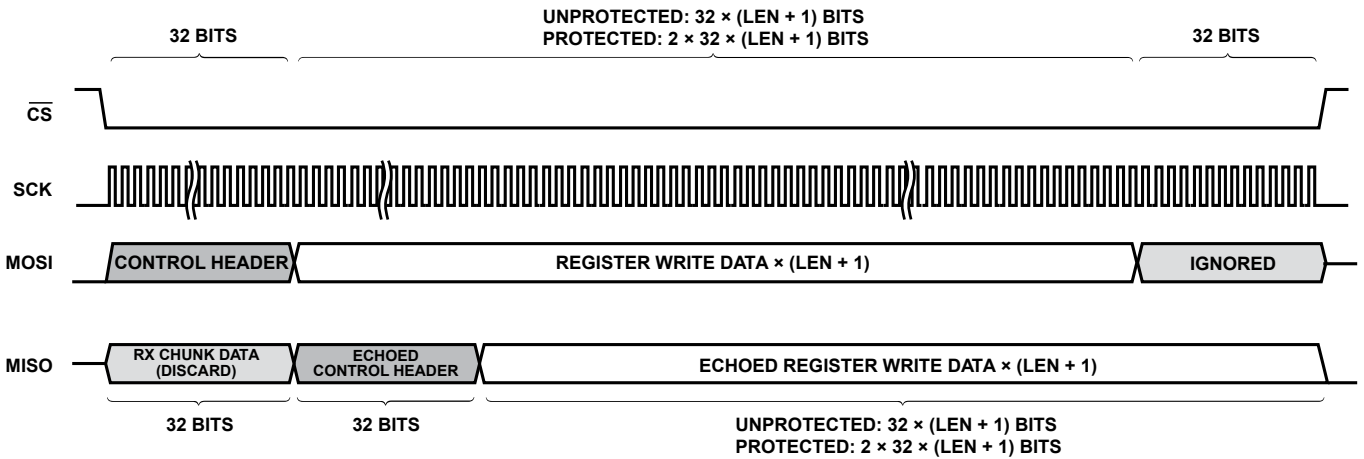 UNPROTECTED: 32 × (LEN + 1) BITS
32 BITS PROTECTED: 2 × 32 × (LEN + 1) BITS 32 BITS
CS
SCK
MOSI CONTROL HEADER REGISTER WRITE DATA × (LEN + 1) IGNORED
MISO RX CHUNK DATA (DISCARD) ECHOED CONTROL HEADER ECHOED REGISTER WRITE DATA × (LEN + 1)
32 BITS 32 BITS UNPROTECTED: 32 × (LEN + 1) BITS
PROTECTED: 2 × 32 × (LEN + 1) BITS